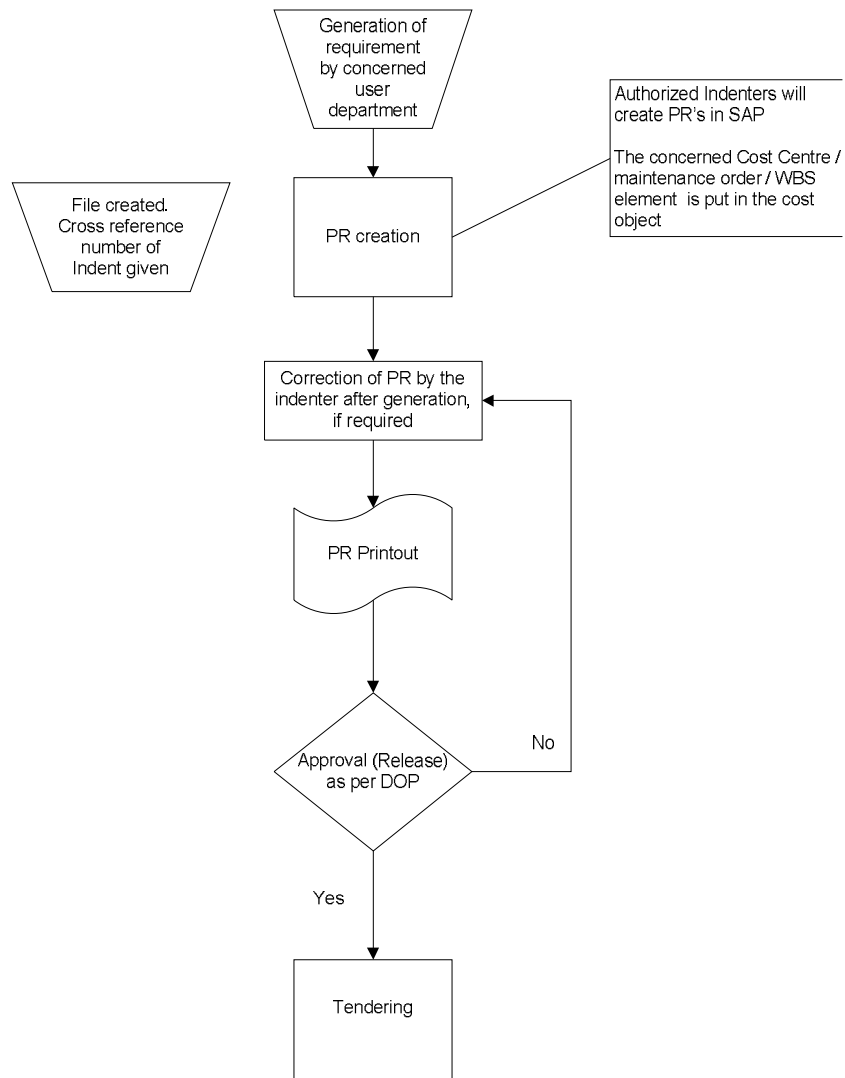 Generation of
requirement
by concerned
user
department
Authorized Indenters will
create PR's in SAP
The concerned Cost Centre /
maintenance order / WBS
element is put in the cost
object
File created.
Cross reference
number of
Indent given
PR creation
Correction of PR by the
indenter after generation,
if required
PR Printout
No
Approval (Release)
as per DOP
Yes
Tendering